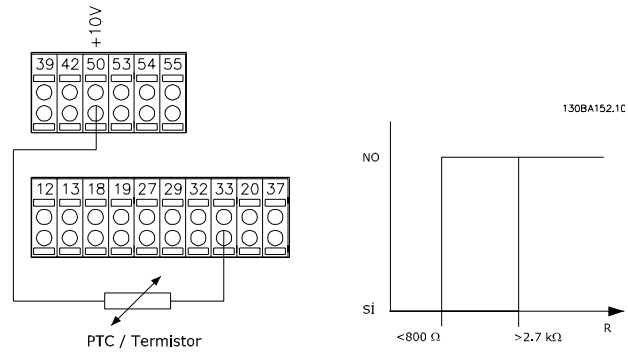 +10V
39 42 50 53 54 55
130BA152.10
12 13 18 19 27 29 32 33 20 37
PTC / Termistor
NO
SÍ
<800 Ω >2.7 kΩ
R